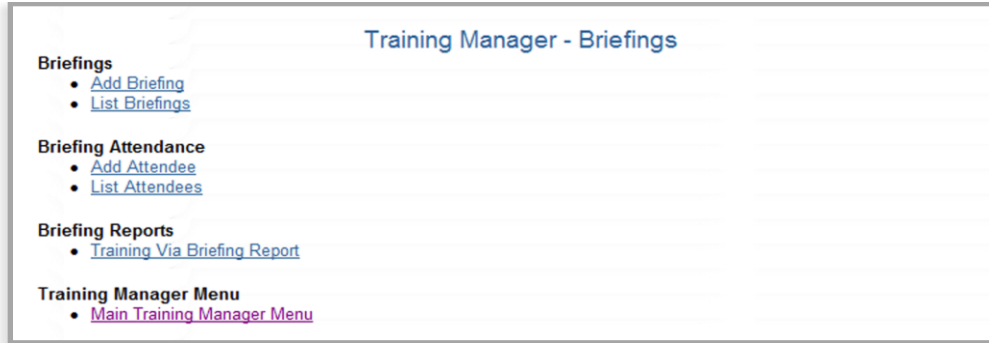 Training Manager - Briefings
Briefings
• Add Briefing
• List Briefings
Briefing Attendance
• Add Attendee
• List Attendees
Briefing Reports
• Training Via Briefing Report
Training Manager Menu
• Main Training Manager Menu